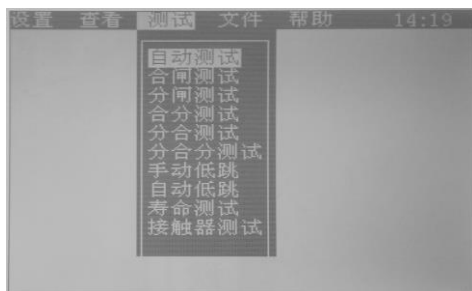 设置 查看 测试 文件 帮助 14:19
自动测试
合闸测试
分闸测试
合分测试
分合测试
分合分测试
手动低跳
自动低跳
寿命测试
接触器测试